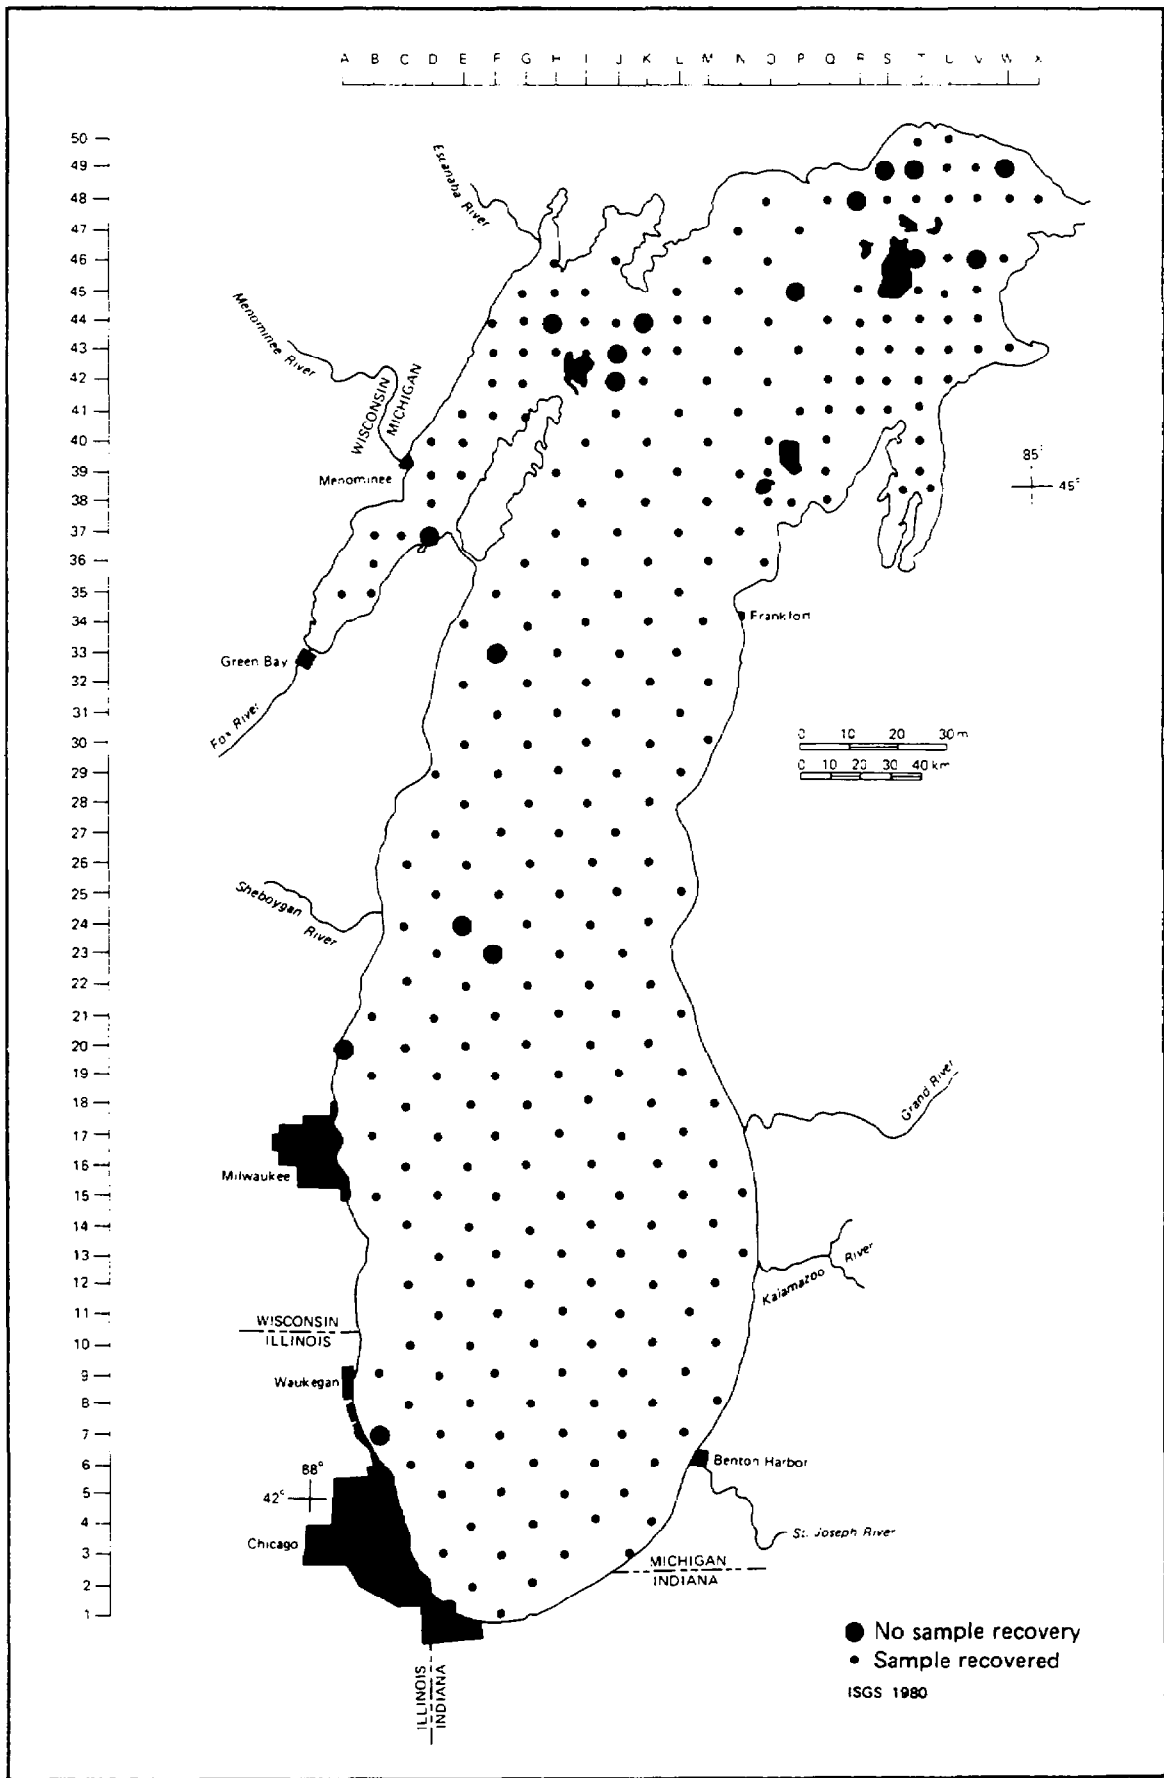 A B C D E F G H I J K L M N O P Q R S T U V W X
50
49
48
47
46
45
44
43
42
41
40
39
38
37
36
35
34
33
32
31
30
29
28
27
26
25
24
23
22
21
20
19
18
17
16
15
14
13
12
11
10
9
8
7
6
5
4
3
2
1
Escanaba River
Menominee River
WISCONSIN
MICHIGAN
Menominee
85°
45°
Frankfort
Green Bay
Fox River
0 10 20 30 m
0 10 20 30 40 km
Sheboygan River
Grand River
Milwaukee
Kalamazoo River
WISCONSIN
ILLINOIS
Waukegan
88°
42°
Benton Harbor
Chicago
St. Joseph River
MICHIGAN
INDIANA
No sample recovery
Sample recovered
ISGS 1980
ILLINOIS
INDIANA